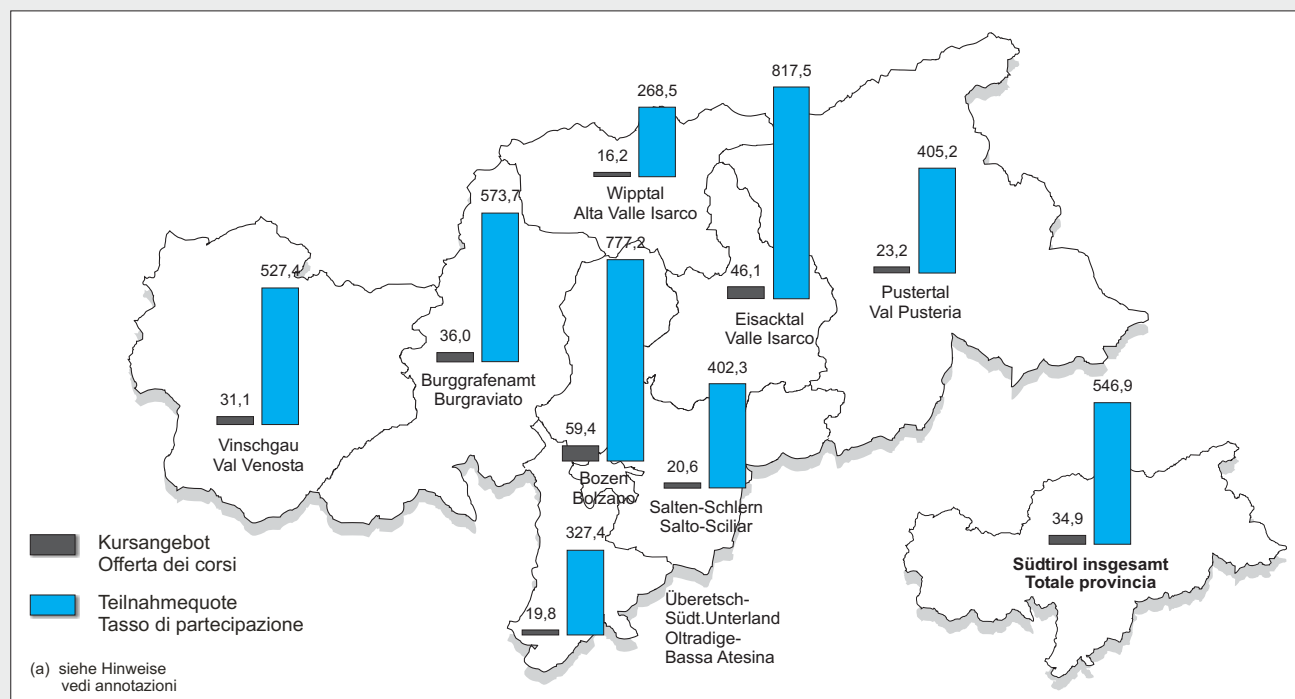 817,5
268,5
16,2
Wipptal
Alta Valle Isarco
405,2
23,2
Pustertal
Val Pusteria
573,7
36,0
Burggrafenamt
Burgraviato
777,2
59,4
Bozen
Bolzano
46,1
Eisacktal
Valle Isarco
527,4
31,1
Vinschgau
Val Venosta
402,3
20,6
Salten-Schlern
Salto-Sciliar
546,9
34,9
Südtirol insgesamt
Totale provincia
327,4
19,8
Überetsch-
Südt.Unterland
Oltradige-
Bassa Atesina
Kursangebot
Offerta dei corsi
Teilnahmequote
Tasso di partecipazione
(a) siehe Hinweise
vedi annotazioni